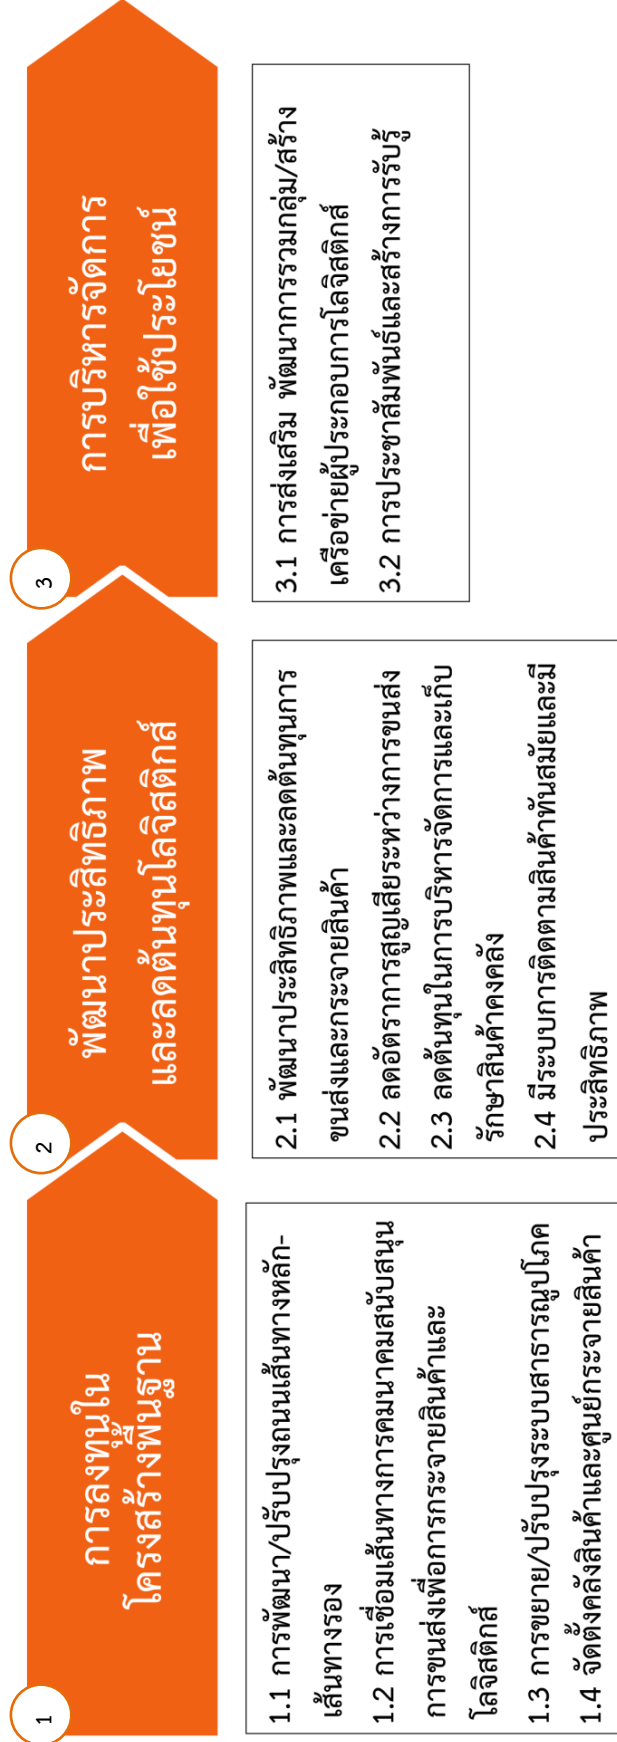 1
การลงทุนใน
โครงสร้างพื้นฐาน
1.1 การพัฒนา/ปรับปรุงถนนเส้นทางหลัก-
เส้นทางรอง
1.2 การเชื่อมเส้นทางการคมนาคมสนับสนุน
การขนส่งเพื่อการกระจายสินค้าและ
โลจิสติกส์
1.3 การขยาย/ปรับปรุงระบบสาธารณูปโภค
1.4 จัดตั้งคลังสินค้าและศูนย์กระจายสินค้า
2
พัฒนาประสิทธิภาพ
และลดต้นทุนโลจิสติกส์
2.1 พัฒนาประสิทธิภาพและลดต้นทุนการ
ขนส่งและกระจายสินค้า
2.2 ลดอัตราการสูญเสียระหว่างการขนส่ง
2.3 ลดต้นทุนในการบริหารจัดการและเก็บ
รักษาสินค้าคงคลัง
2.4 มีระบบการติดตามสินค้าทันสมัยและมี
ประสิทธิภาพ
3
การบริหารจัดการ
เพื่อใช้ประโยชน์
3.1 การส่งเสริม พัฒนาการรวมกลุ่ม/สร้าง
เครือข่ายผู้ประกอบการโลจิสติกส์
3.2 การประชาสัมพันธ์และสร้างการรับรู้